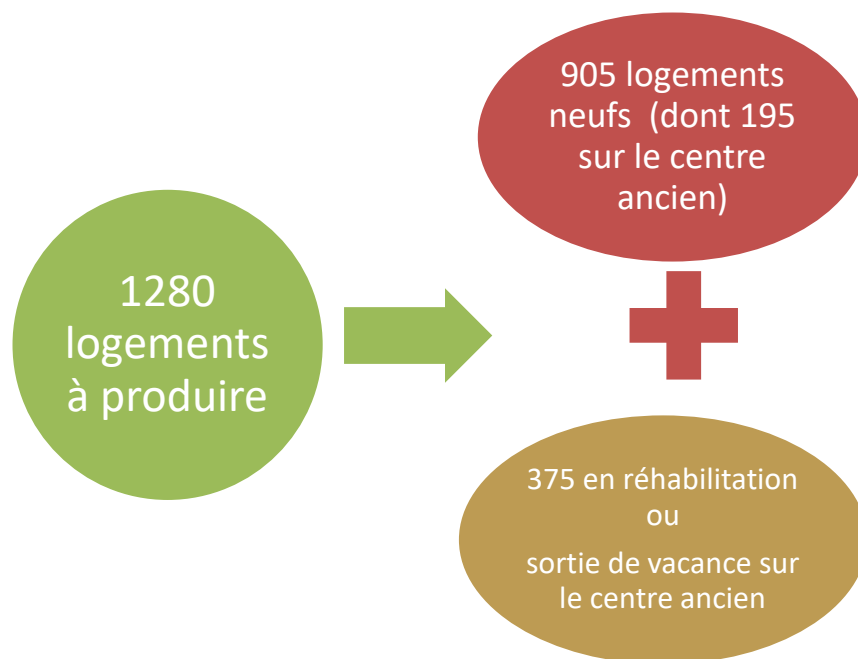 1280
logements
à produire
905 logements
neufs (dont 195
sur le centre
ancien)
375 en réhabilitation
ou
sortie de vacance sur
le centre ancien